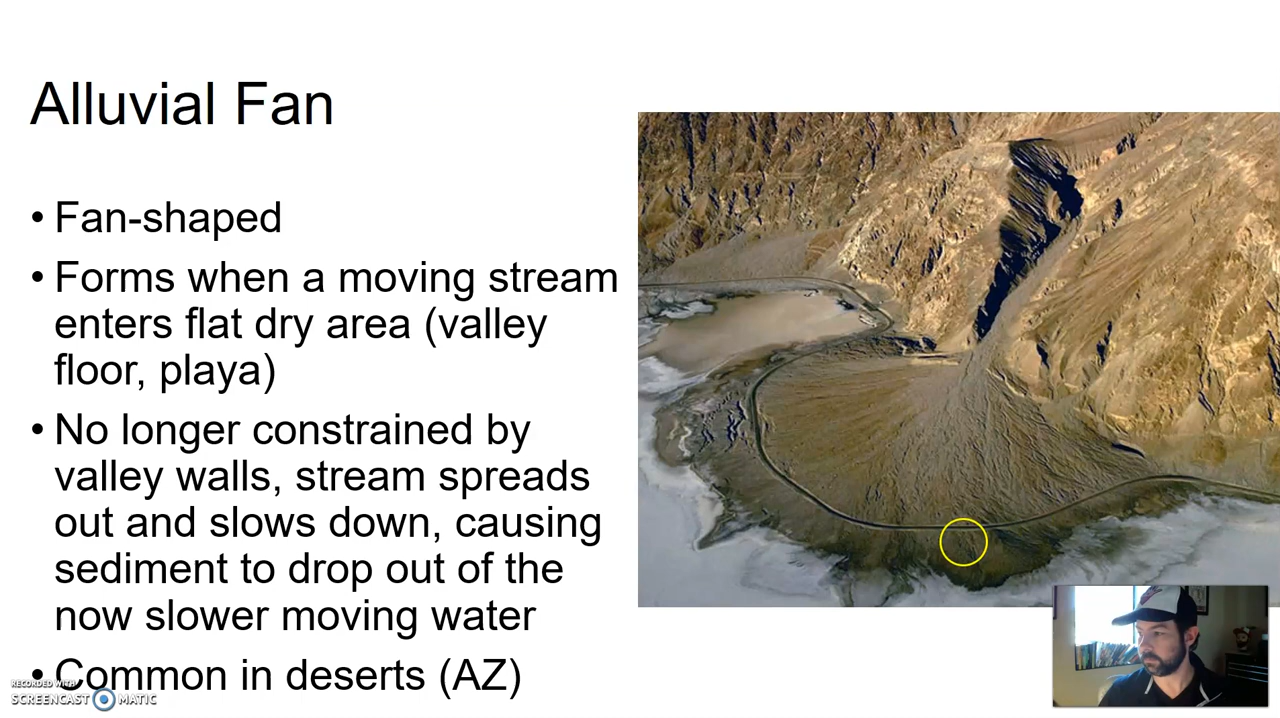 Alluvial Fan
• Fan-shaped
• Forms when a moving stream
enters flat dry area (valley
floor, playa)
• No longer constrained by
valley walls, stream spreads
out and slows down, causing
sediment to drop out of the
now slower moving water
• Common in deserts (AZ)
RECORDED WITH
SCREENCAST MATIC